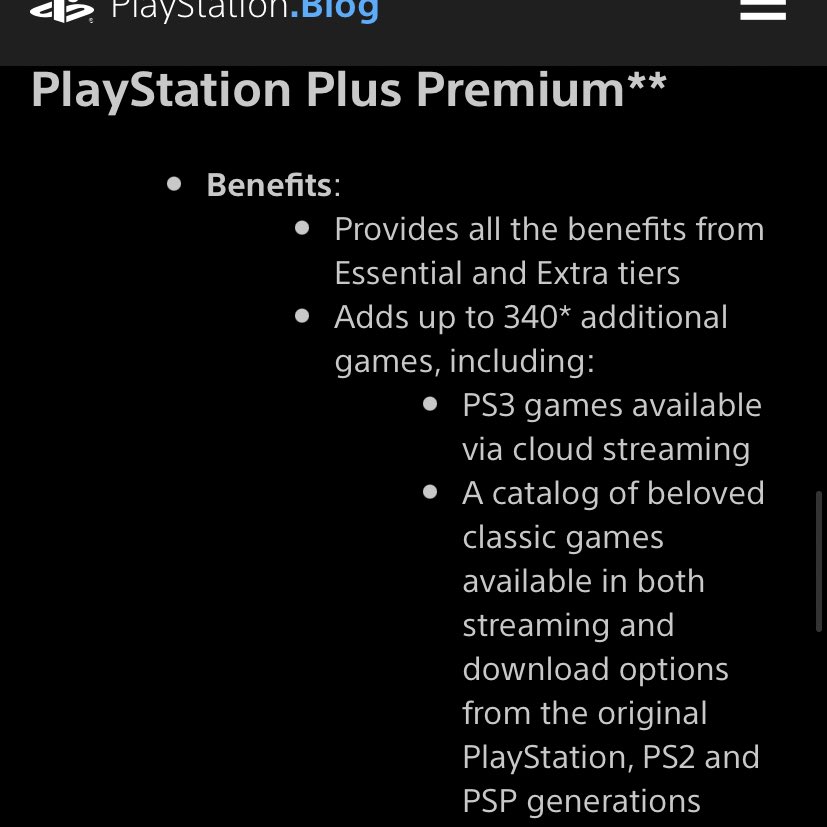 PlayStation.Blog
PlayStation Plus Premium**
Benefits:
Provides all the benefits from
Essential and Extra tiers
Adds up to 340* additional
games, including:
PS3 games available
via cloud streaming
A catalog of beloved
classic games
available in both
streaming and
download options
from the original
PlayStation, PS2 and
PSP generations